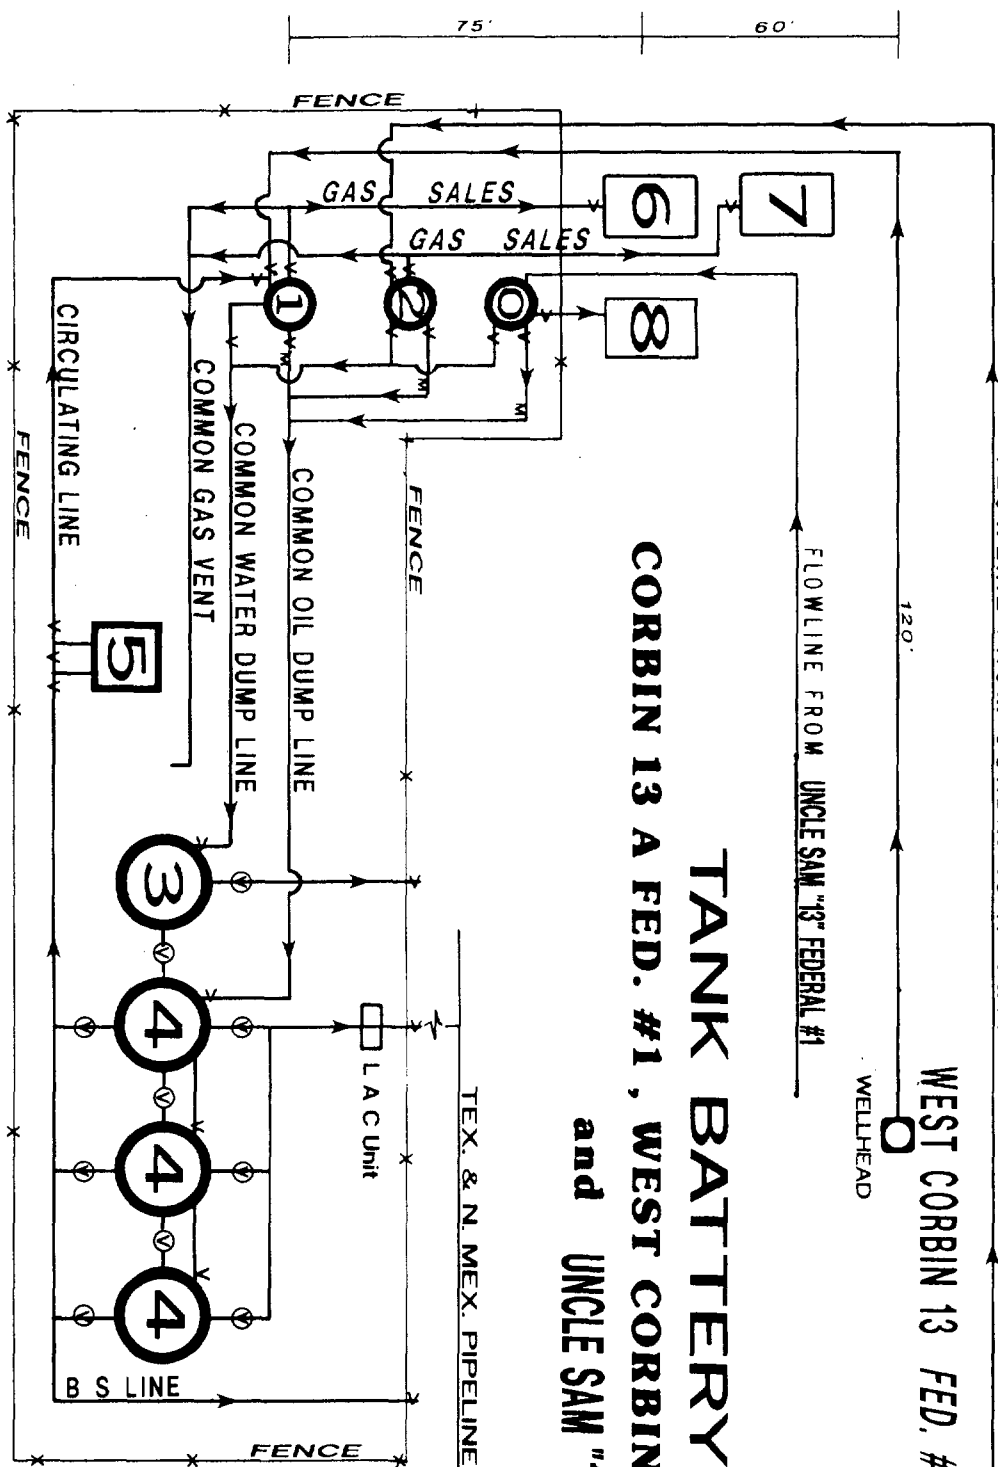 75'
60'
FENCE
GAS SALES
6
7
GAS SALES
1
2
0
8
V
M
CIRCULATING LINE
COMMON GAS VENT
COMMON WATER DUMP LINE
COMMON OIL DUMP LINE
FENCE
FENCE
5
FLOWLINE FROM UNCLE SAM "13" FEDERAL #1
120'
TANK BATTERY
CORBIN 13 A FED. #1, WEST CORBIN
and UNCLE SAM "
WEST CORBIN 13 FED. #
WELLHEAD
3
4
4
4
L A C Unit
TEX. & N. MEX. PIPELINE
B S LINE
FENCE